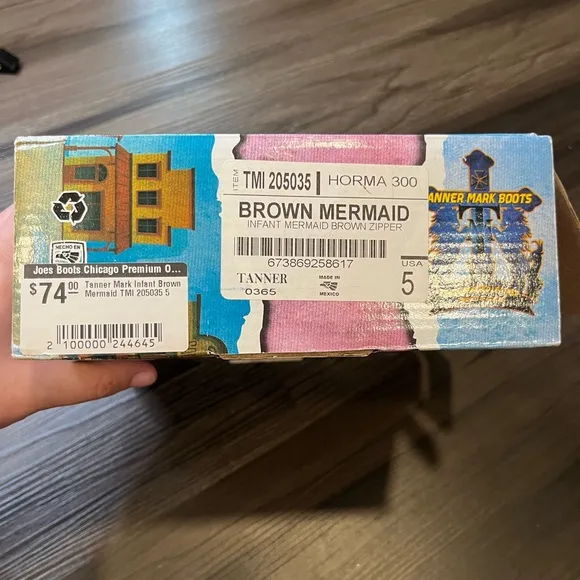 HECHO EN
Joes Boots Chicago Premium O...
$74.00
Tanner Mark Infant Brown
Mermaid TMI 205035 5
2 100000 244645
ITEM
TMI 205035 | HORMA 300
BROWN MERMAID
INFANT MERMAID BROWN ZIPPER
673869258617
TANNER
0365
MADE IN
MEXICO
USA
5
TANNER MARK BOOTS